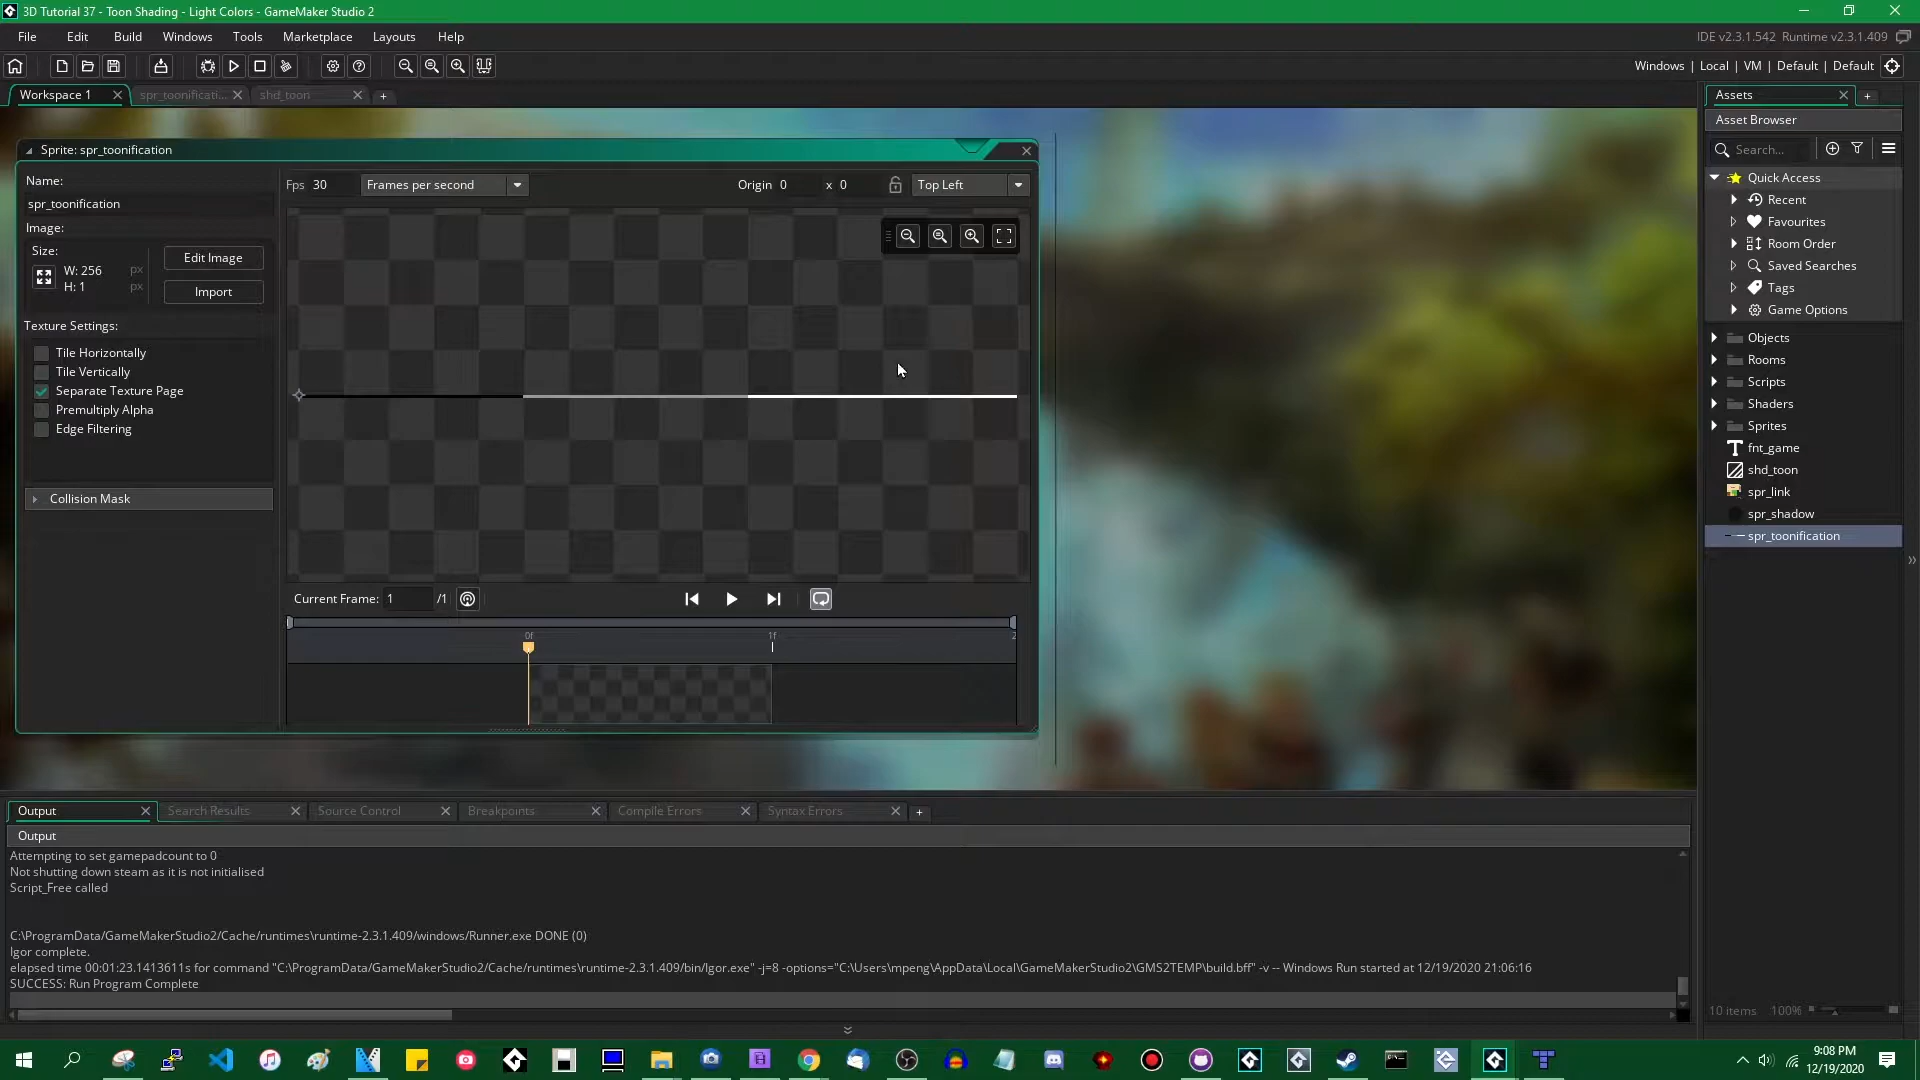 3D Tutorial 37 - Toon Shading - Light Colors - GameMaker Studio 2
File Edit Build Windows Tools Marketplace Layouts Help
IDE v2.3.1.542 Runtime v2.3.1.409
Windows | Local | VM | Default | Default
Workspace 1
spr_toonificati...
shd_toon
Assets
Asset Browser
Search...
Quick Access
Recent
Favourites
Room Order
Saved Searches
Tags
Game Options
Objects
Rooms
Scripts
Shaders
Sprites
fnt_game
shd_toon
spr_link
spr_shadow
spr_toonification
10 items 100%
Sprite: spr_toonification
Name:
spr_toonification
Image:
Size:
W: 256 px
H: 1 px
Edit Image
Import
Texture Settings:
Tile Horizontally
Tile Vertically
Separate Texture Page
Premultiply Alpha
Edge Filtering
Collision Mask
Fps 30 Frames per second
Origin 0 x 0 Top Left
Current Frame: 1 /1
0f 1f 2
Output Search Results Source Control Breakpoints Compile Errors Syntax Errors
Output
Attempting to set gamepadcount to 0
Not shutting down steam as it is not initialised
Script_Free called
C:\ProgramData/GameMakerStudio2/Cache/runtimes\runtime-2.3.1.409/windows/Runner.exe DONE (0)
Igor complete.
elapsed time 00:01:23.1413611s for command "C:\ProgramData/GameMakerStudio2/Cache/runtimes\runtime-2.3.1.409/bin/Igor.exe" -j=8 -options="C:\Users\mpeng\AppData\Local\GameMakerStudio2\GMS2TEMP\build.bff" -v -- Windows Run started at 12/19/2020 21:06:16
SUCCESS: Run Program Complete
9:08 PM
12/19/2020